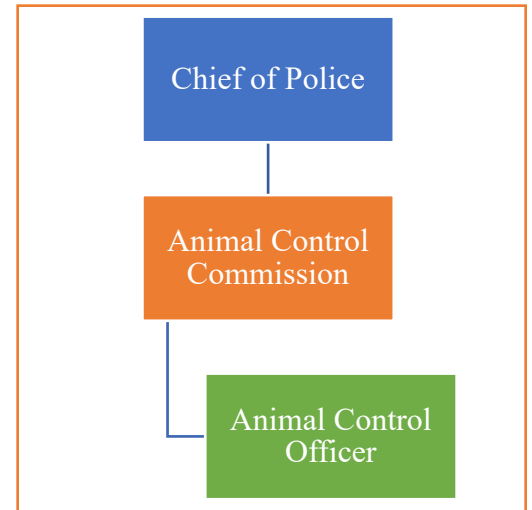 Chief of Police
Animal Control
Commission
Animal Control
Officer